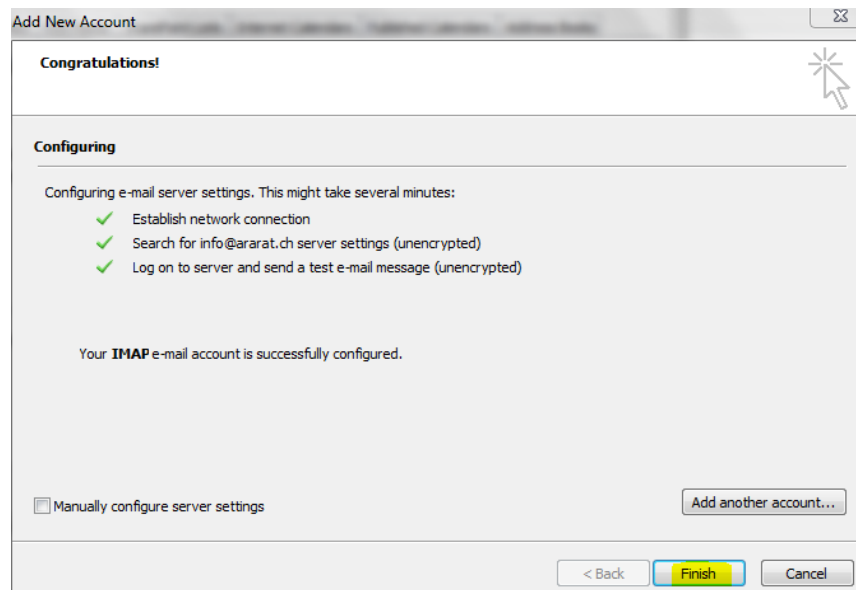 Add New Account
Congratulations!
Configuring
Configuring e-mail server settings. This might take several minutes:
Establish network connection
Search for info@ararat.ch server settings (unencrypted)
Log on to server and send a test e-mail message (unencrypted)
Your IMAP e-mail account is successfully configured.
Manually configure server settings
Add another account...
< Back
Finish
Cancel